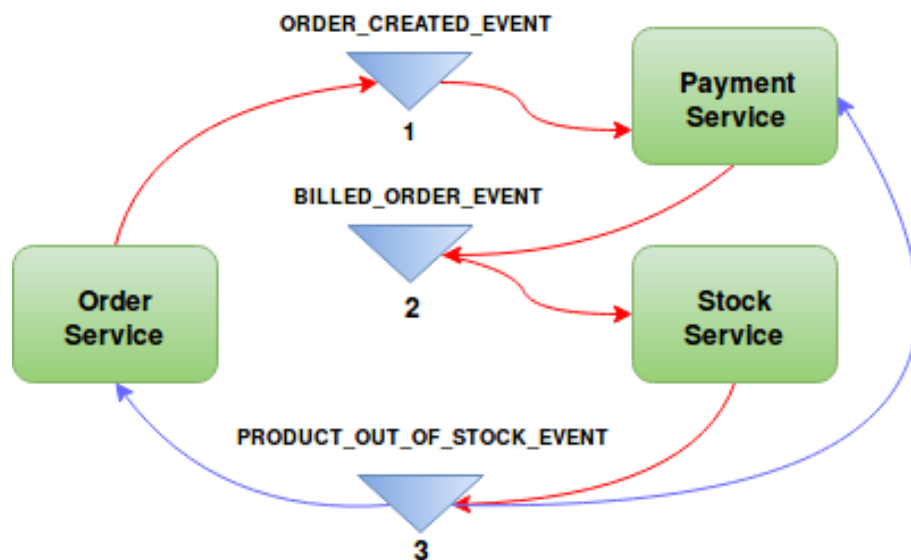 ORDER_CREATED_EVENT
1
Payment
Service
BILLED_ORDER_EVENT
2
Order
Service
Stock
Service
PRODUCT_OUT_OF_STOCK_EVENT
3